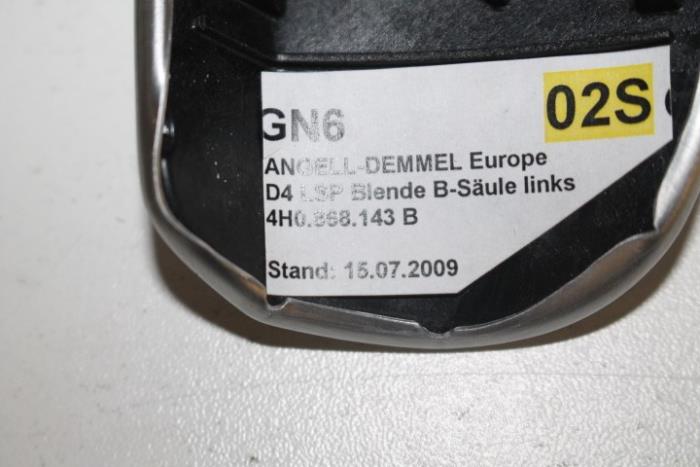 GN6 02S
ANGELL-DEMMEL Europe
D4 LSP Blende B-Säule links
4H0.868.143 B
Stand: 15.07.2009